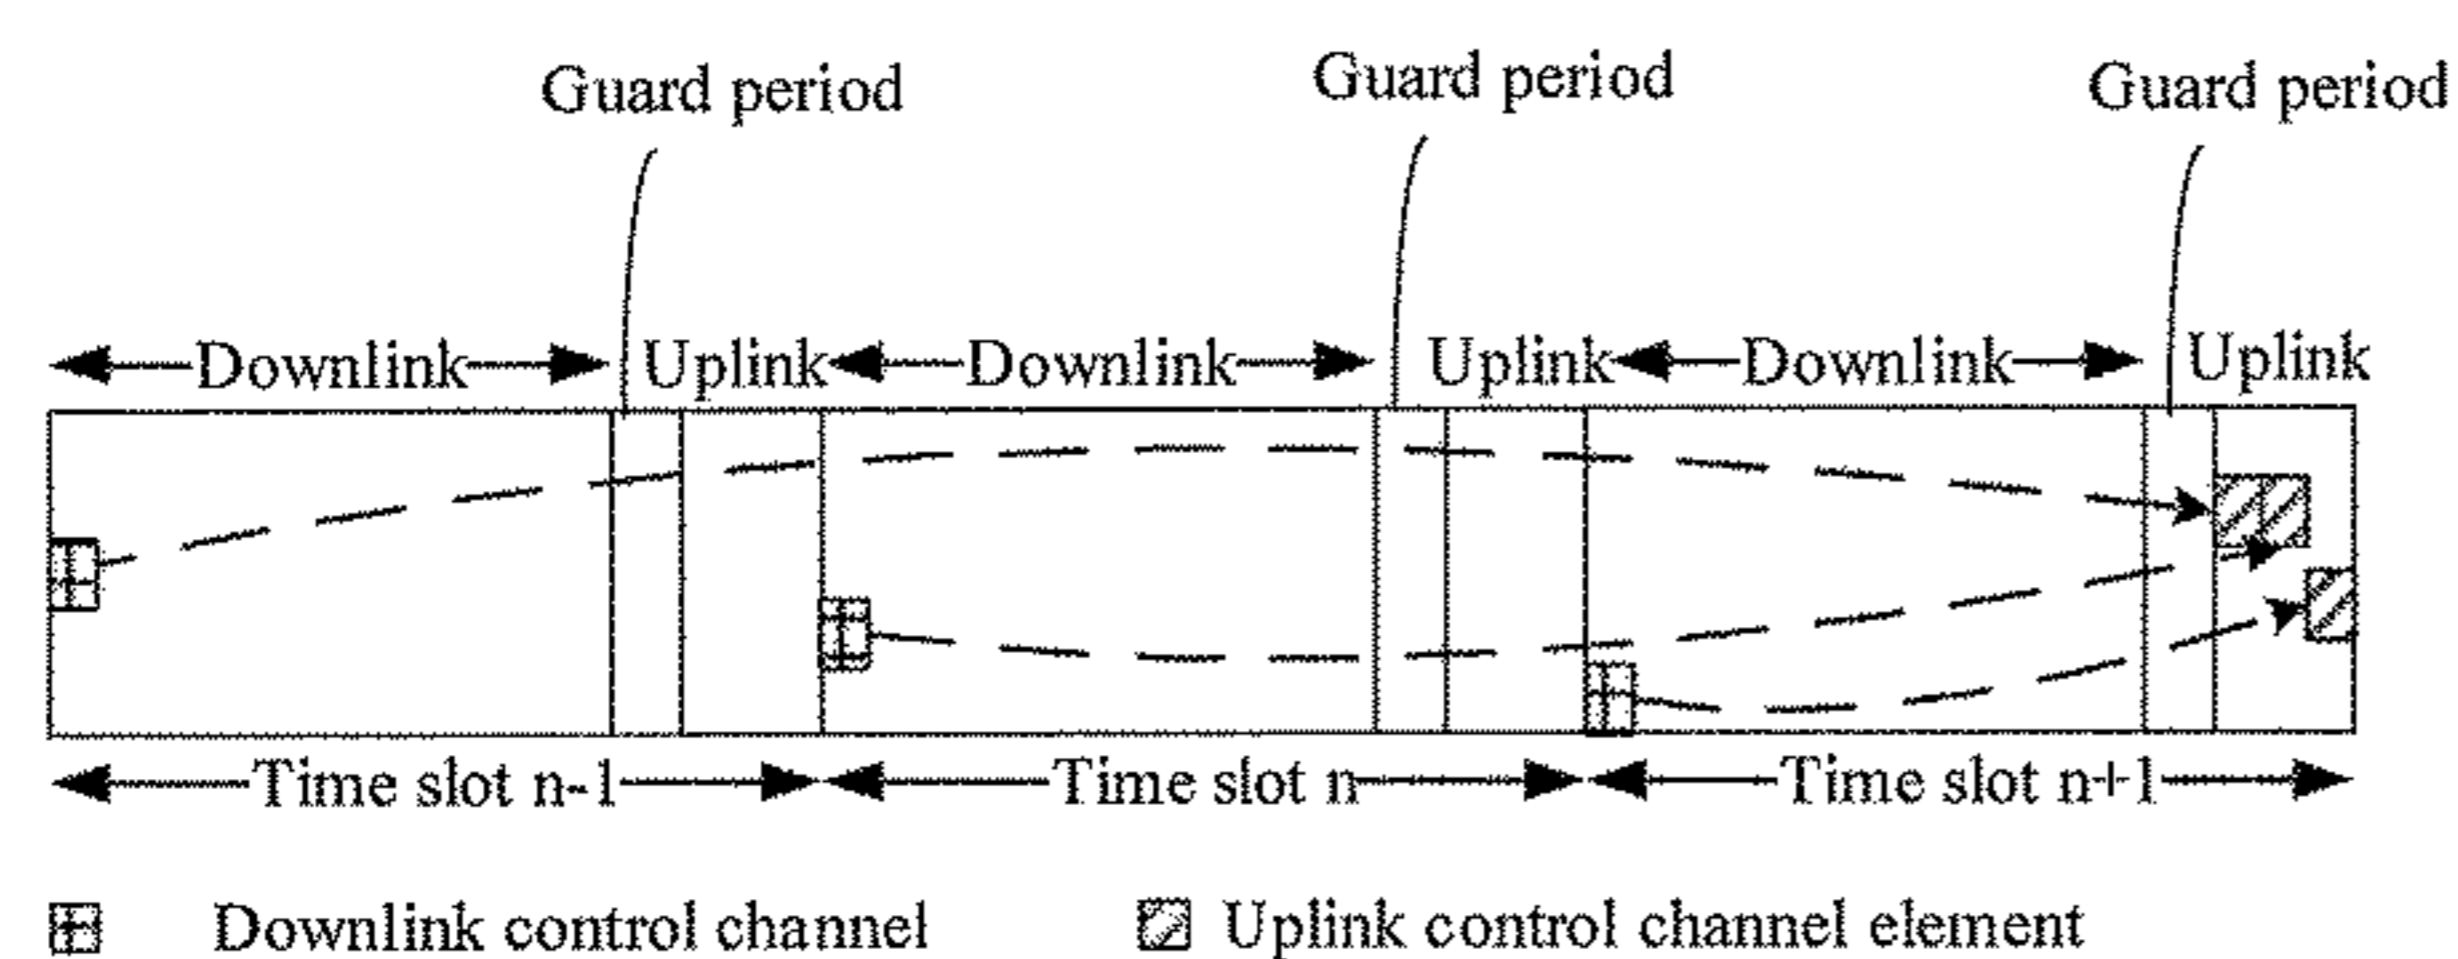 Guard period Guard period Guard period
Downlink Uplink Downlink Uplink Downlink Uplink
Time slot n-1 Time slot n Time slot n+1
Downlink control channel Uplink control channel element